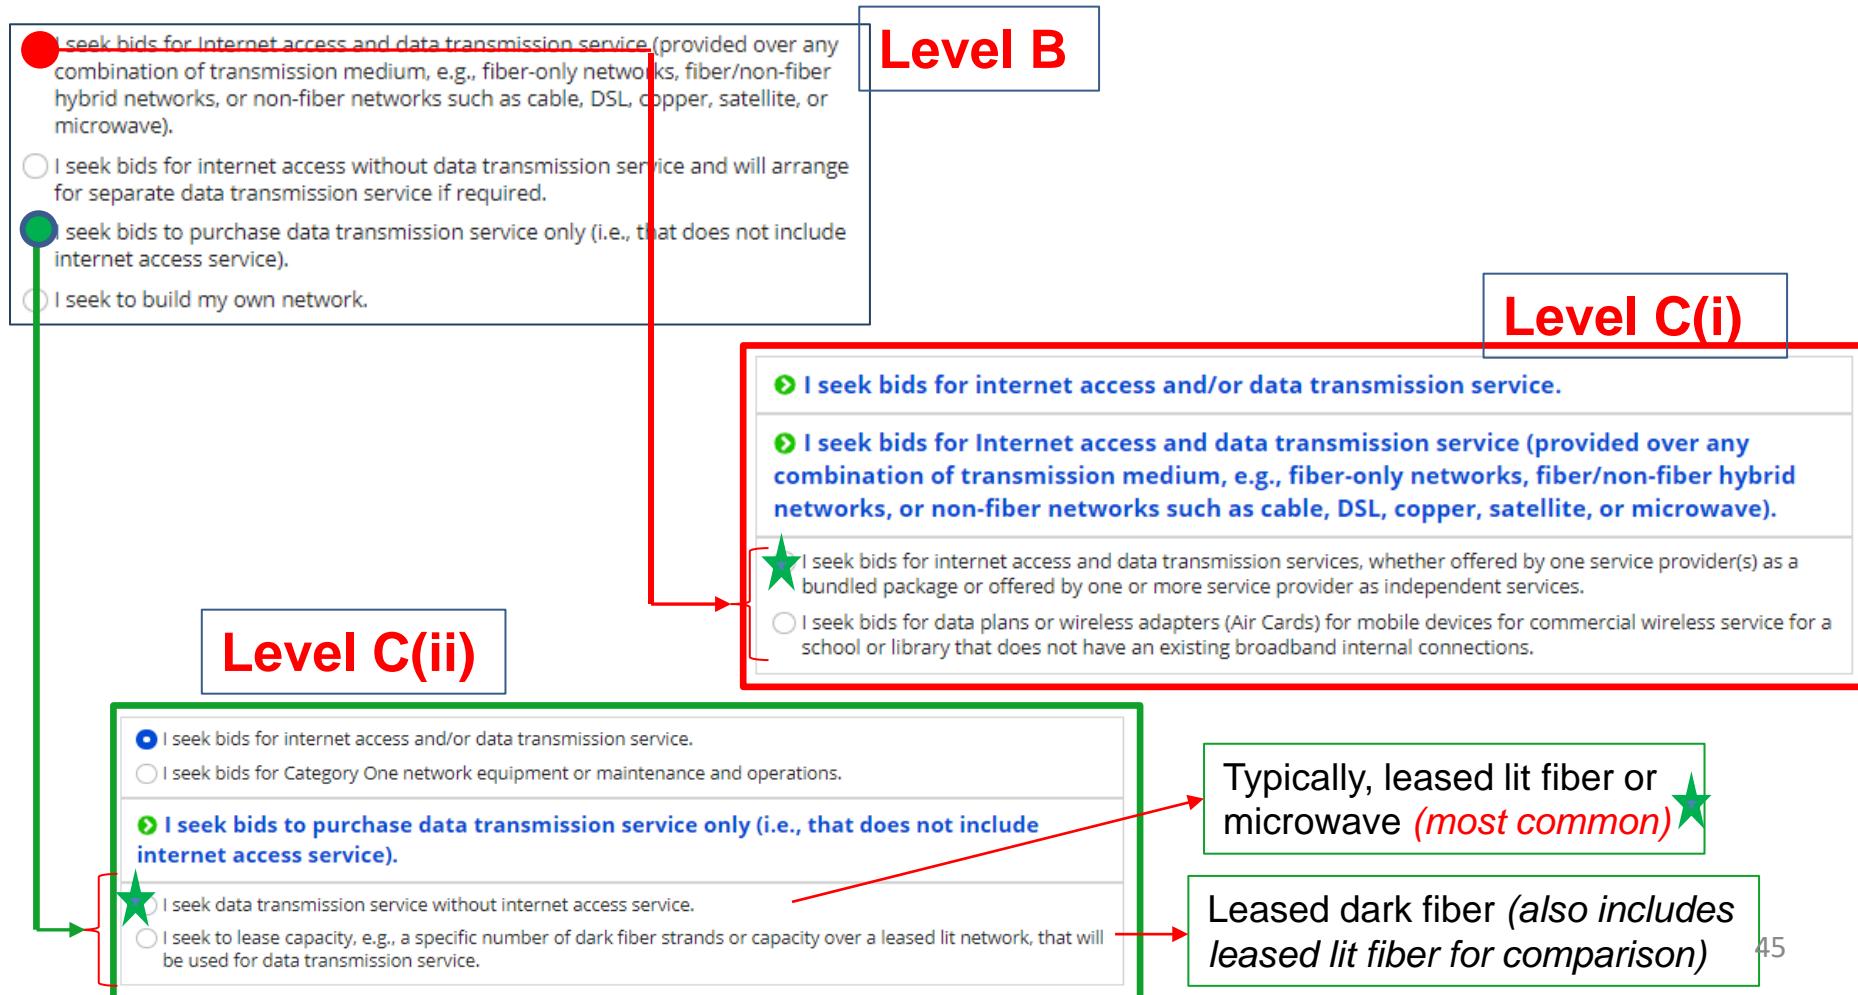 Level B
I seek bids for Internet access and data transmission service (provided over any
combination of transmission medium, e.g., fiber-only networks, fiber/non-fiber
hybrid networks, or non-fiber networks such as cable, DSL, copper, satellite, or
microwave).
I seek bids for internet access without data transmission service and will arrange
for separate data transmission service if required.
I seek bids to purchase data transmission service only (i.e., that does not include
internet access service).
I seek to build my own network.
Level C(i)
I seek bids for internet access and/or data transmission service.
I seek bids for Internet access and data transmission service (provided over any
combination of transmission medium, e.g., fiber-only networks, fiber/non-fiber hybrid
networks, or non-fiber networks such as cable, DSL, copper, satellite, or microwave).
I seek bids for internet access and data transmission services, whether offered by one service provider(s) as a
bundled package or offered by one or more service provider as independent services.
I seek bids for data plans or wireless adapters (Air Cards) for mobile devices for commercial wireless service for a
school or library that does not have an existing broadband internal connections.
Level C(ii)
I seek bids for internet access and/or data transmission service.
I seek bids for Category One network equipment or maintenance and operations.
I seek bids to purchase data transmission service only (i.e., that does not include
internet access service).
I seek data transmission service without internet access service.
I seek to lease capacity, e.g., a specific number of dark fiber strands or capacity over a leased lit network, that will
be used for data transmission service.
Typically, leased lit fiber or
microwave (most common)
Leased dark fiber (also includes
leased lit fiber for comparison)
45